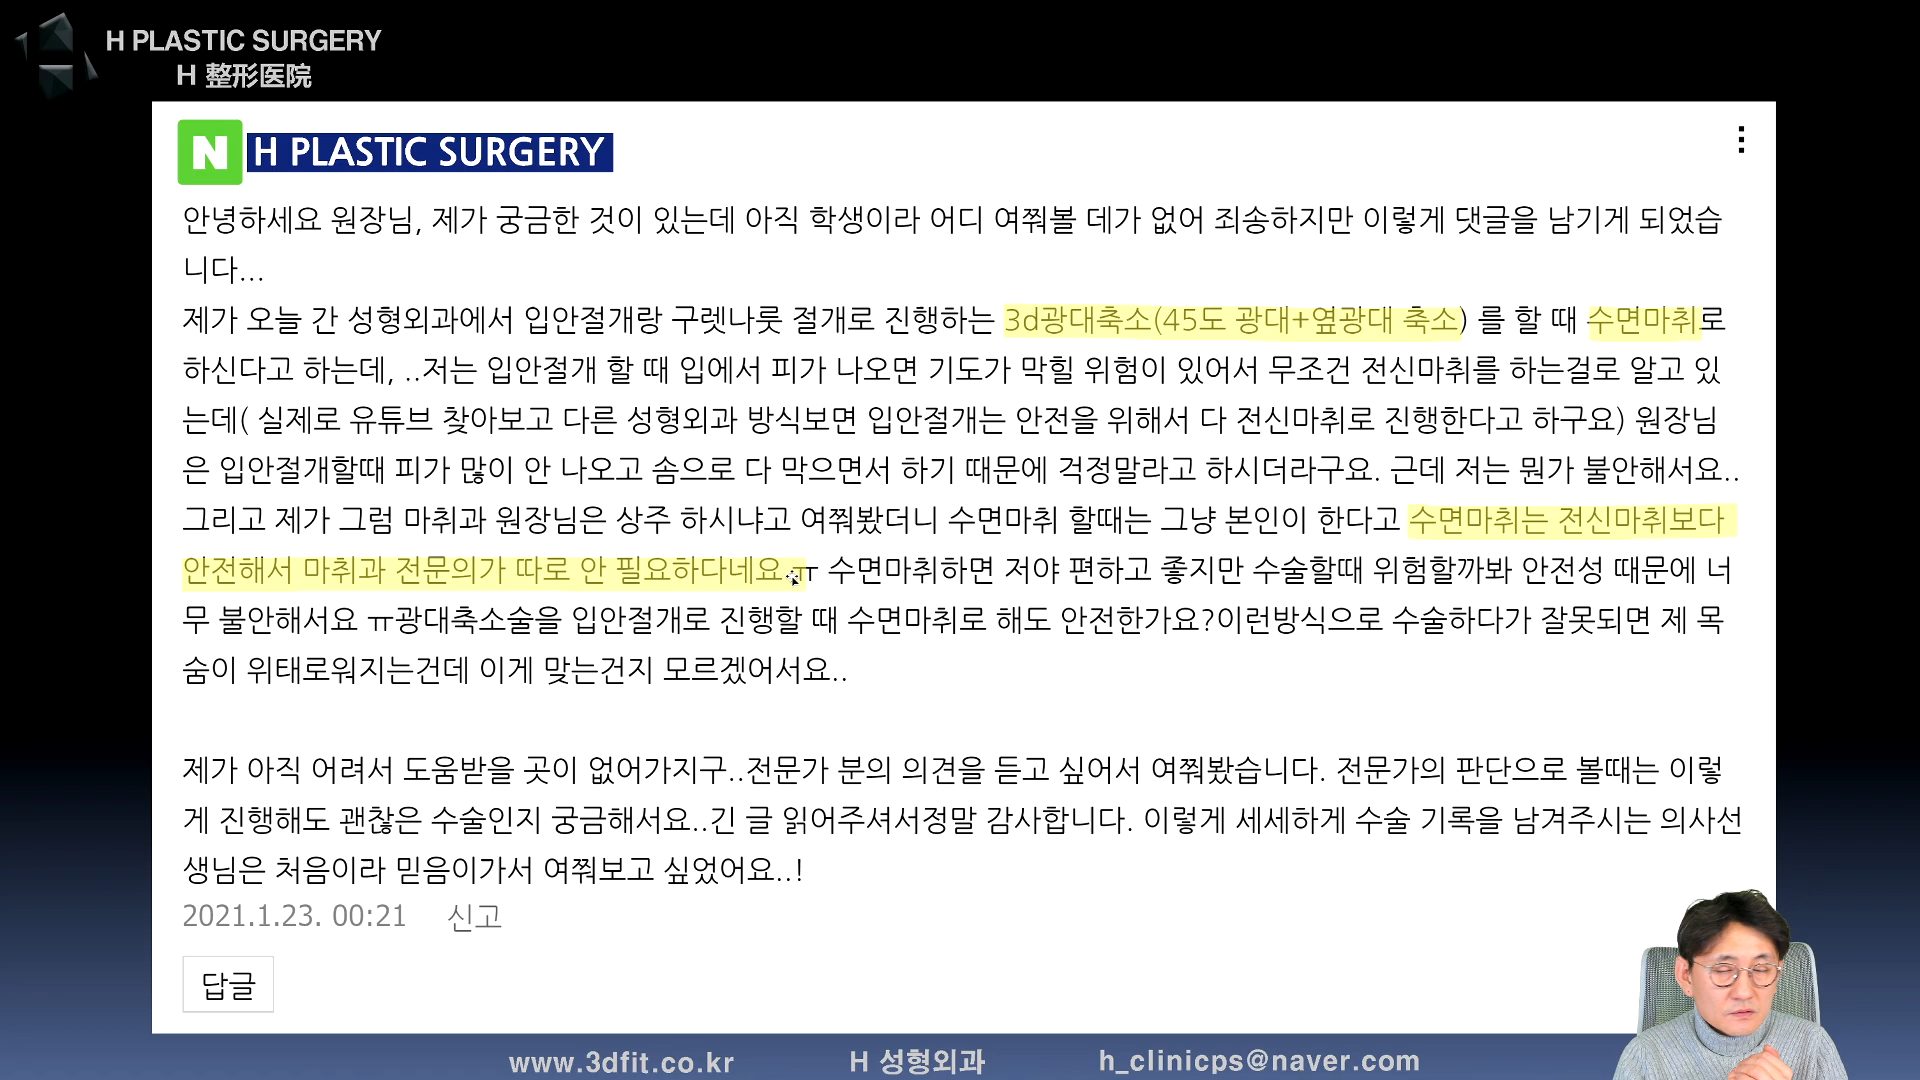 H PLASTIC SURGERY
H 整形医院
N H PLASTIC SURGERY
안녕하세요 원장님, 제가 궁금한 것이 있는데 아직 학생이라 어디 여쭤볼 데가 없어 죄송하지만 이렇게 댓글을 남기게 되었습
니다...
제가 오늘 간 성형외과에서 입안절개랑 구렛나룻 절개로 진행하는 3d광대축소(45도 광대+옆광대 축소) 를 할 때 수면마취로
하신다고 하는데, ..저는 입안절개 할 때 입에서 피가 나오면 기도가 막힐 위험이 있어서 무조건 전신마취를 하는걸로 알고 있
는데( 실제로 유튜브 찾아보고 다른 성형외과 방식보면 입안절개는 안전을 위해서 다 전신마취로 진행한다고 하구요) 원장님
은 입안절개할때 피가 많이 안 나오고 솜으로 다 막으면서 하기 때문에 걱정말라고 하시더라구요. 근데 저는 뭔가 불안해서요..
그리고 제가 그럼 마취과 원장님은 상주 하시냐고 여쭤봤더니 수면마취 할때는 그냥 본인이 한다고 수면마취는 전신마취보다
안전해서 마취과 전문의가 따로 안 필요하다네요.ㅠ 수면마취하면 저야 편하고 좋지만 수술할때 위험할까봐 안전성 때문에 너
무 불안해서요 ㅠ광대축소술을 입안절개로 진행할 때 수면마취로 해도 안전한가요?이런방식으로 수술하다가 잘못되면 제 목
숨이 위태로워지는건데 이게 맞는건지 모르겠어서요..
제가 아직 어려서 도움받을 곳이 없어가지구..전문가 분의 의견을 듣고 싶어서 여쭤봤습니다. 전문가의 판단으로 볼때는 이렇
게 진행해도 괜찮은 수술인지 궁금해서요..긴 글 읽어주셔서정말 감사합니다. 이렇게 세세하게 수술 기록을 남겨주시는 의사선
생님은 처음이라 믿음이가서 여쭤보고 싶었어요..!
2021.1.23. 00:21 신고
답글
www.3dfit.co.kr H 성형외과 h_clinicps@naver.com